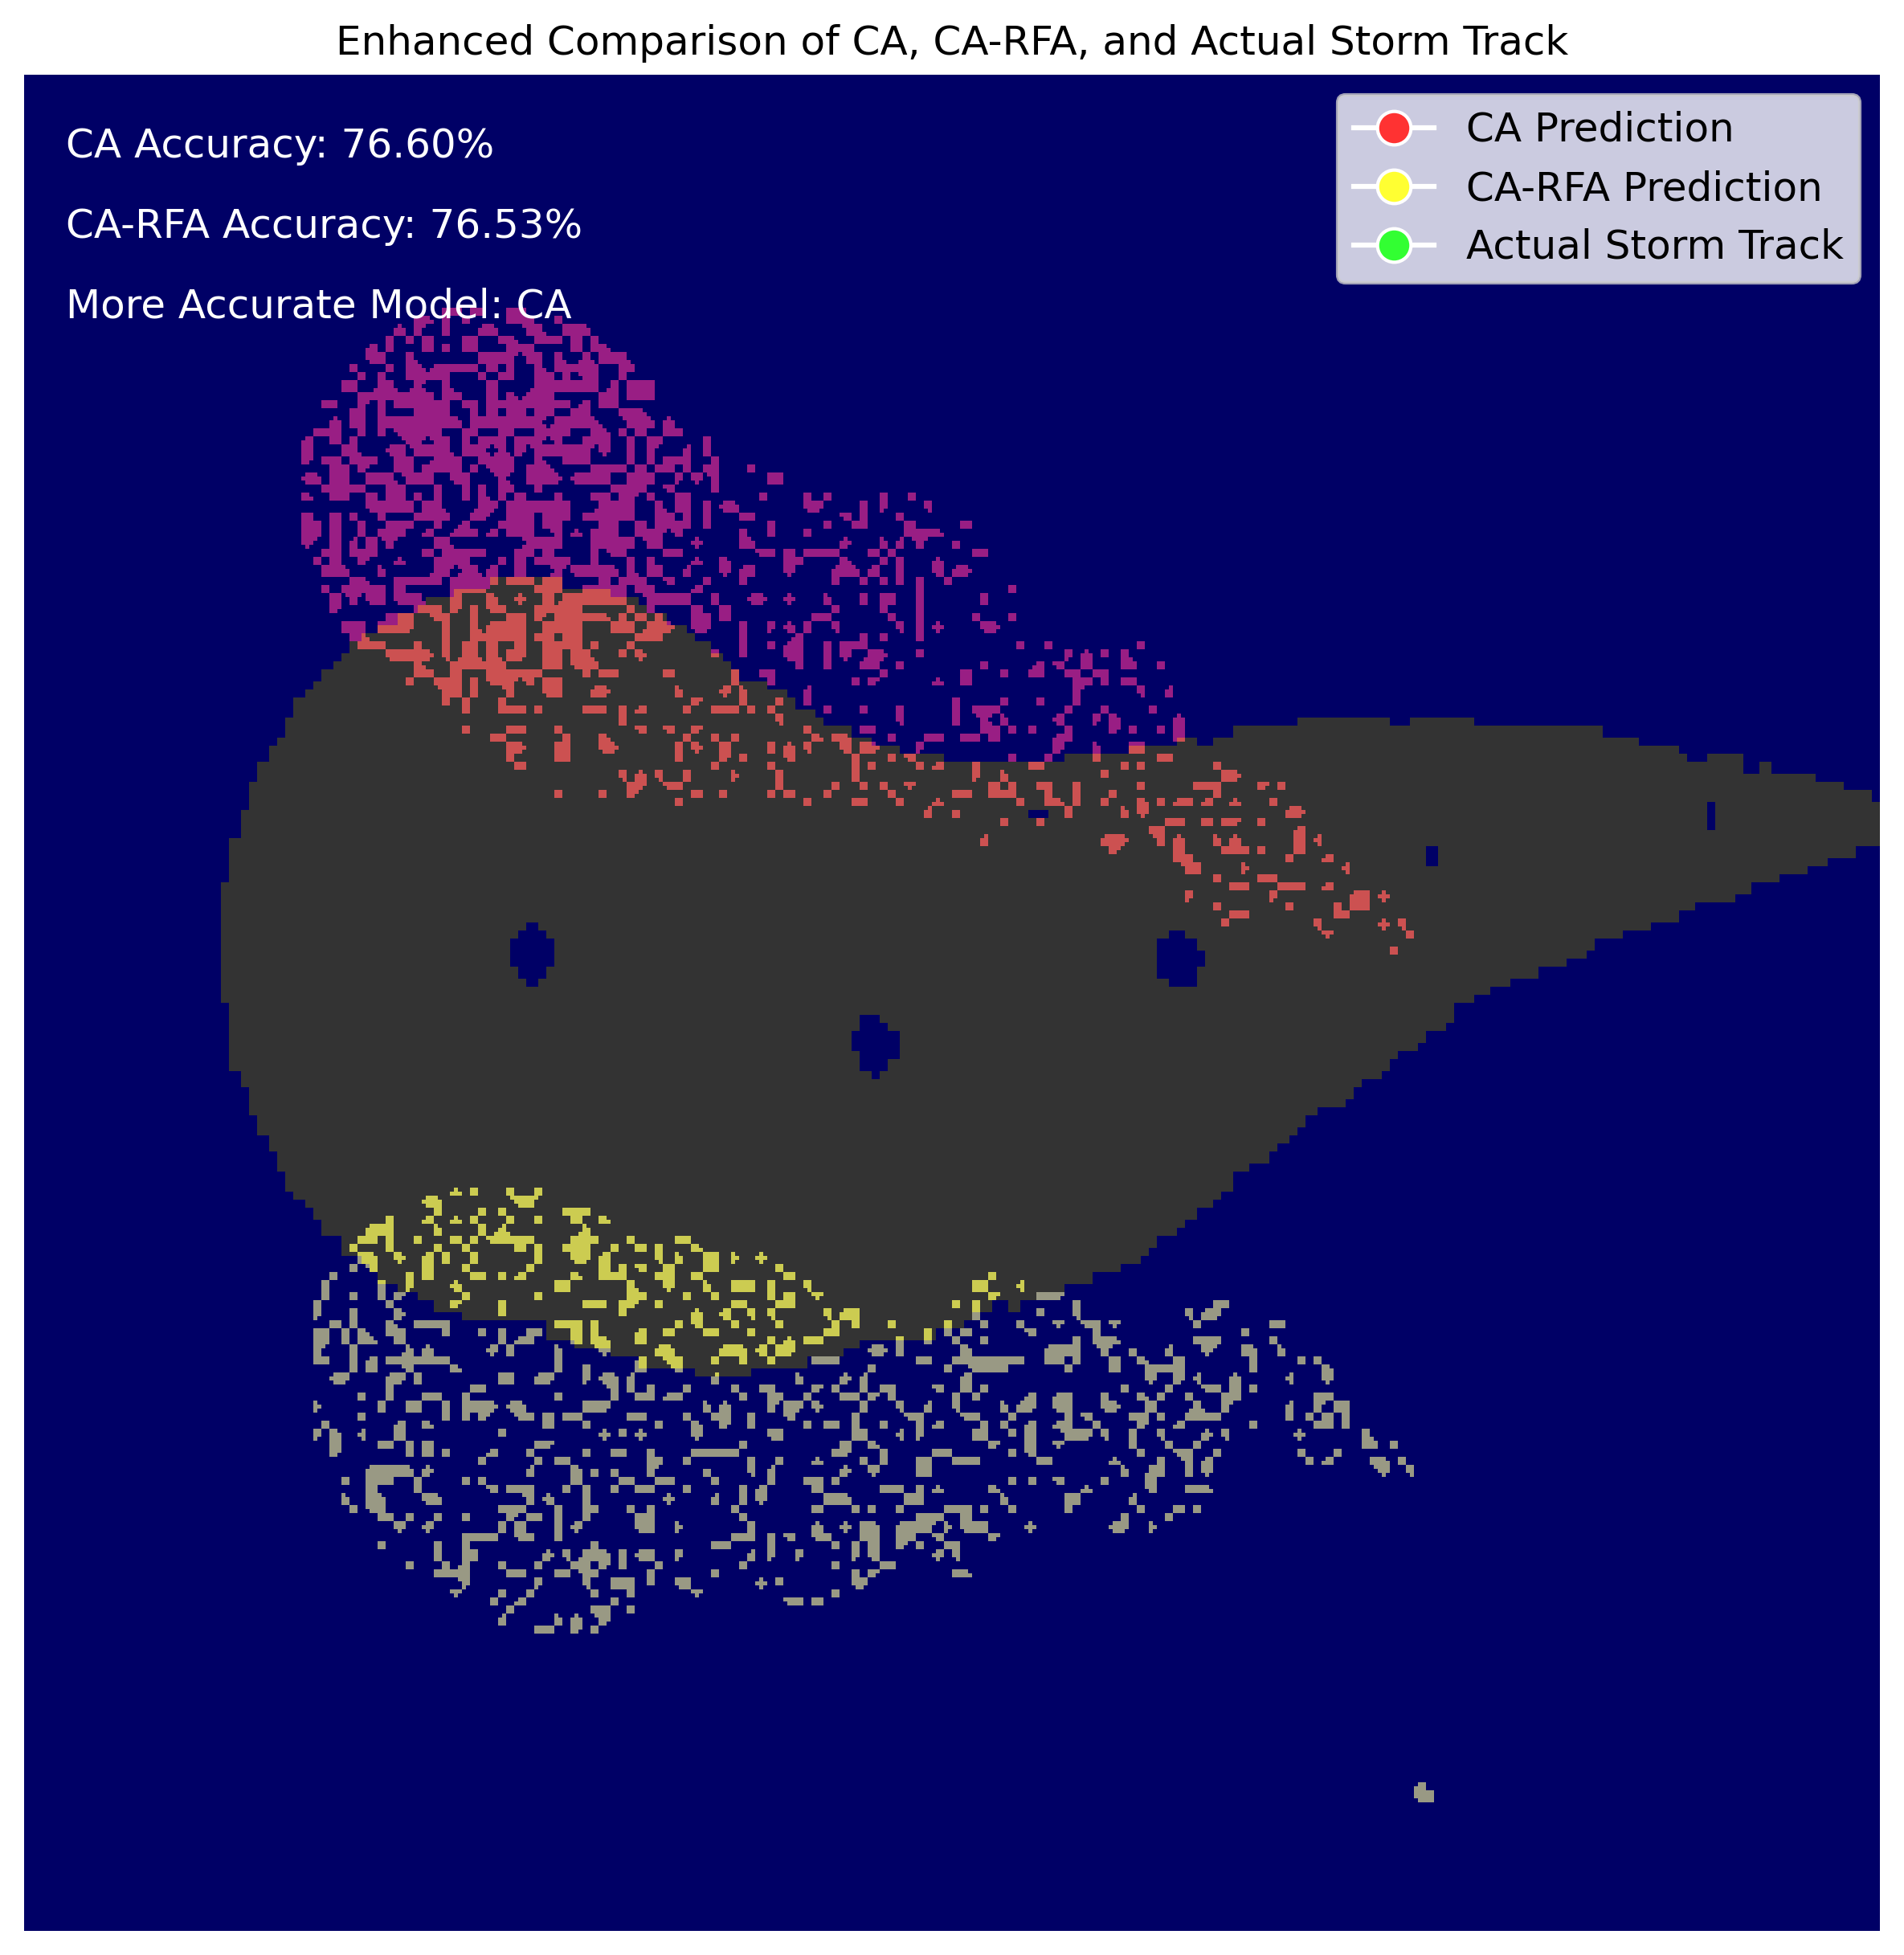 Enhanced Comparison of CA, CA-RFA, and Actual Storm Track
CA Accuracy: 76.60%
CA-RFA Accuracy: 76.53%
More Accurate Model: CA
CA Prediction
CA-RFA Prediction
Actual Storm Track